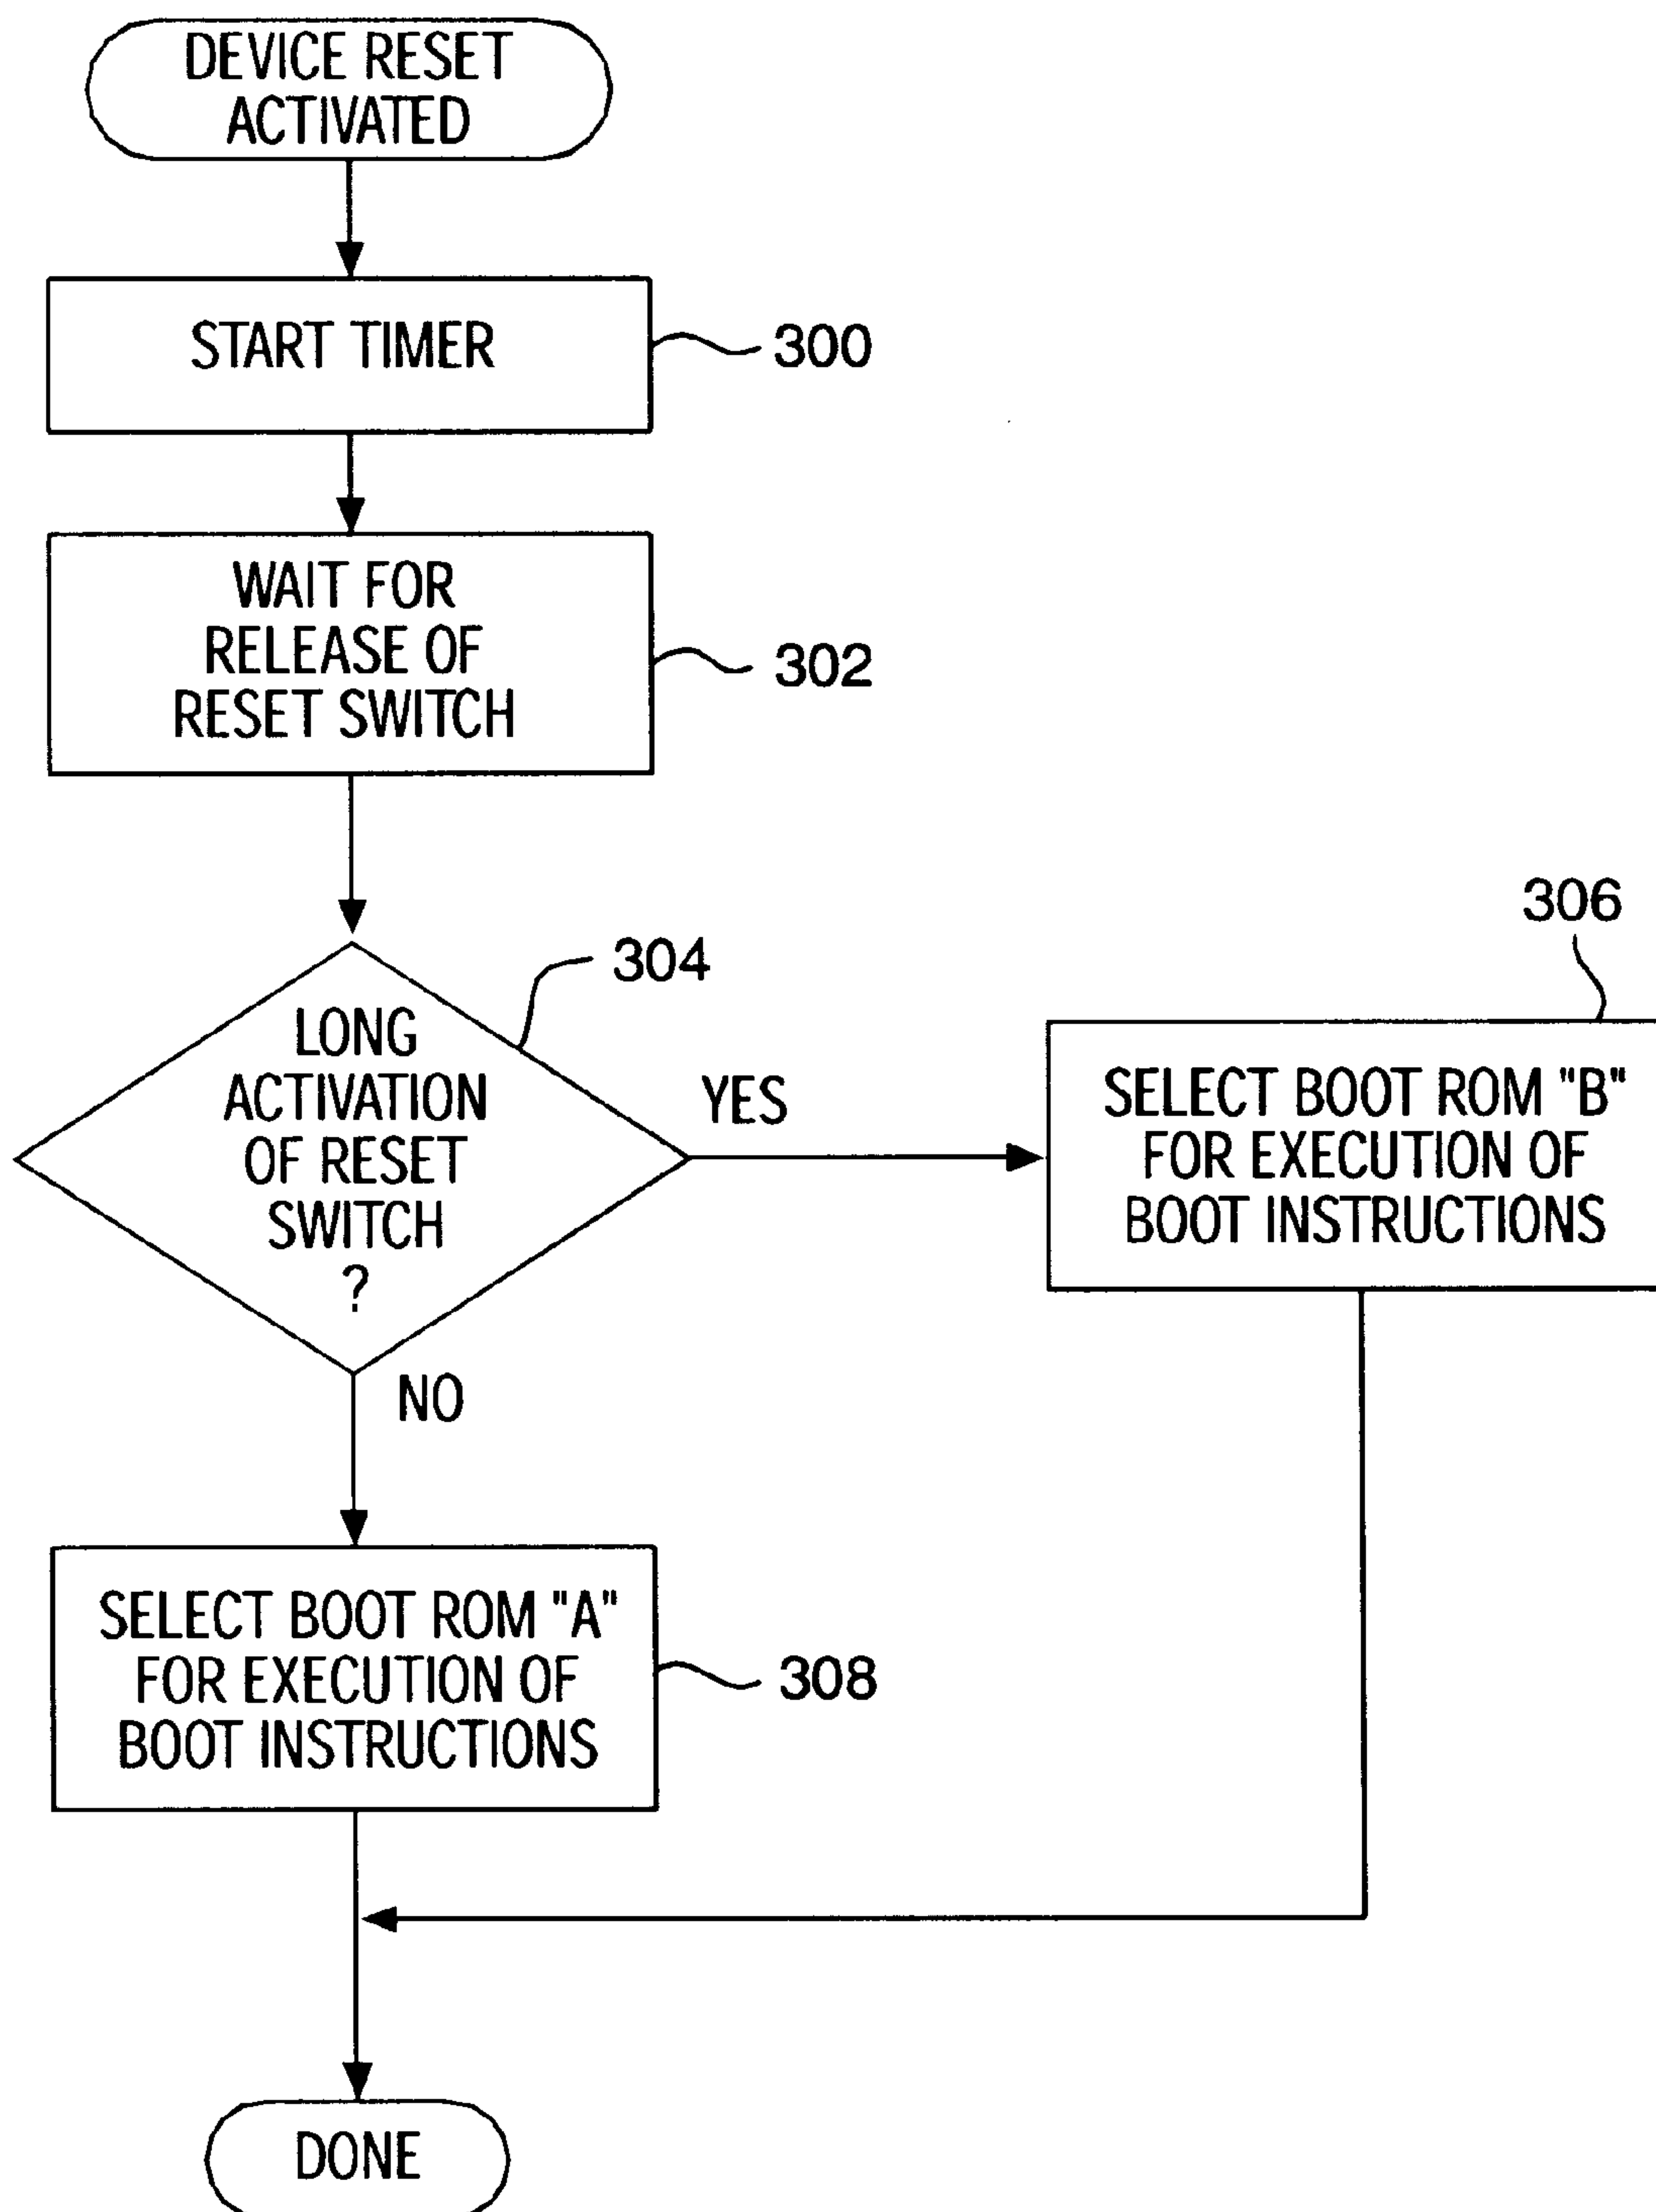 DEVICE RESET
ACTIVATED
START TIMER
300
WAIT FOR
RELEASE OF
RESET SWITCH
302
304
LONG
ACTIVATION
OF RESET
SWITCH
?
YES
306
SELECT BOOT ROM "B"
FOR EXECUTION OF
BOOT INSTRUCTIONS
NO
SELECT BOOT ROM "A"
FOR EXECUTION OF
BOOT INSTRUCTIONS
308
DONE